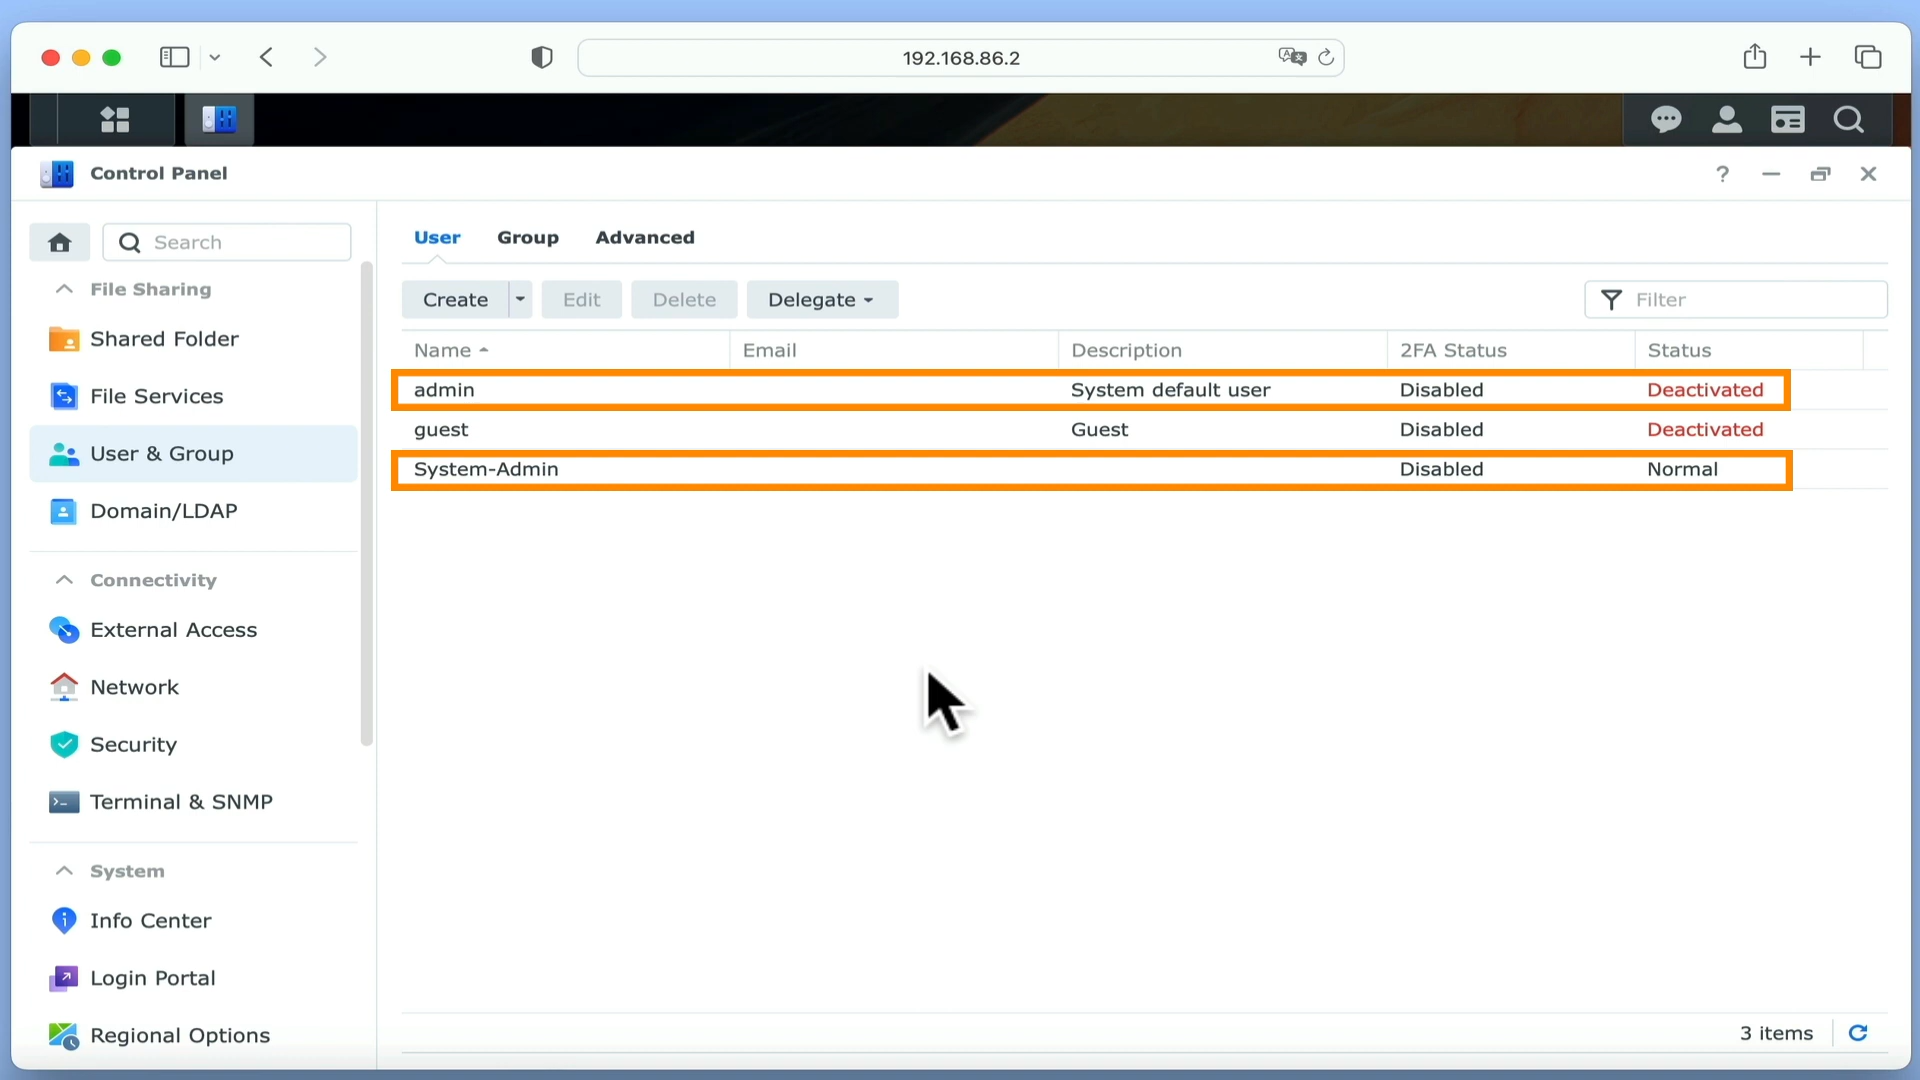 192.168.86.2
Control Panel
?
Search
File Sharing
Shared Folder
File Services
User & Group
Domain/LDAP
Connectivity
External Access
Network
Security
Terminal & SNMP
System
Info Center
Login Portal
Regional Options
User Group Advanced
Create Edit Delete Delegate Filter
Name Email Description 2FA Status Status
admin System default user Disabled Deactivated
guest Guest Disabled Deactivated
System-Admin Disabled Normal
3 items